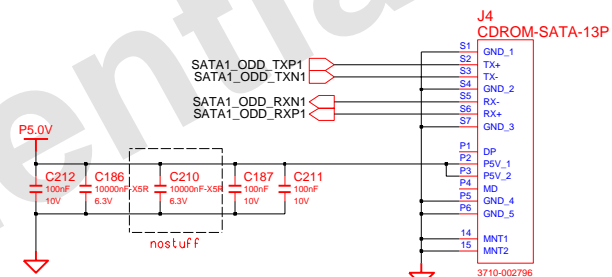 J4
CDROM-SATA-13P
SATA1_ODD_TXP1
SATA1_ODD_TXN1
SATA1_ODD_RXN1
SATA1_ODD_RXP1
S1 GND_1
S2 TX+
S3 TX-
S4 GND_2
S5 RX-
S6 RX+
S7 GND_3
P1 DP
P2 P5V_1
P3 P5V_2
P4 MD
P5 GND_4
P6 GND_5
14 MNT1
15 MNT2
3710-002796
P5.0V
C212 C186 C210 C187 C211
100nF 10000nF-X5R 10000nF-X5R 100nF 100nF
10V 6.3V 6.3V 10V 10V
nostuff